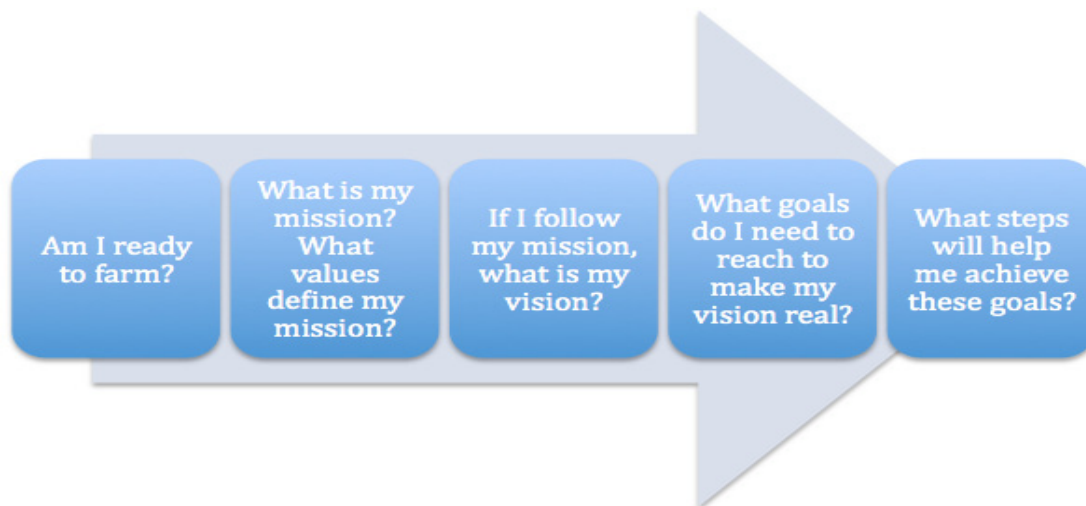 Am I ready
to farm?
What is my
mission?
What
values
define my
mission?
If I follow
my mission,
what is my
vision?
What goals
do I need to
reach to
make my
vision real?
What steps
will help
me achieve
these goals?